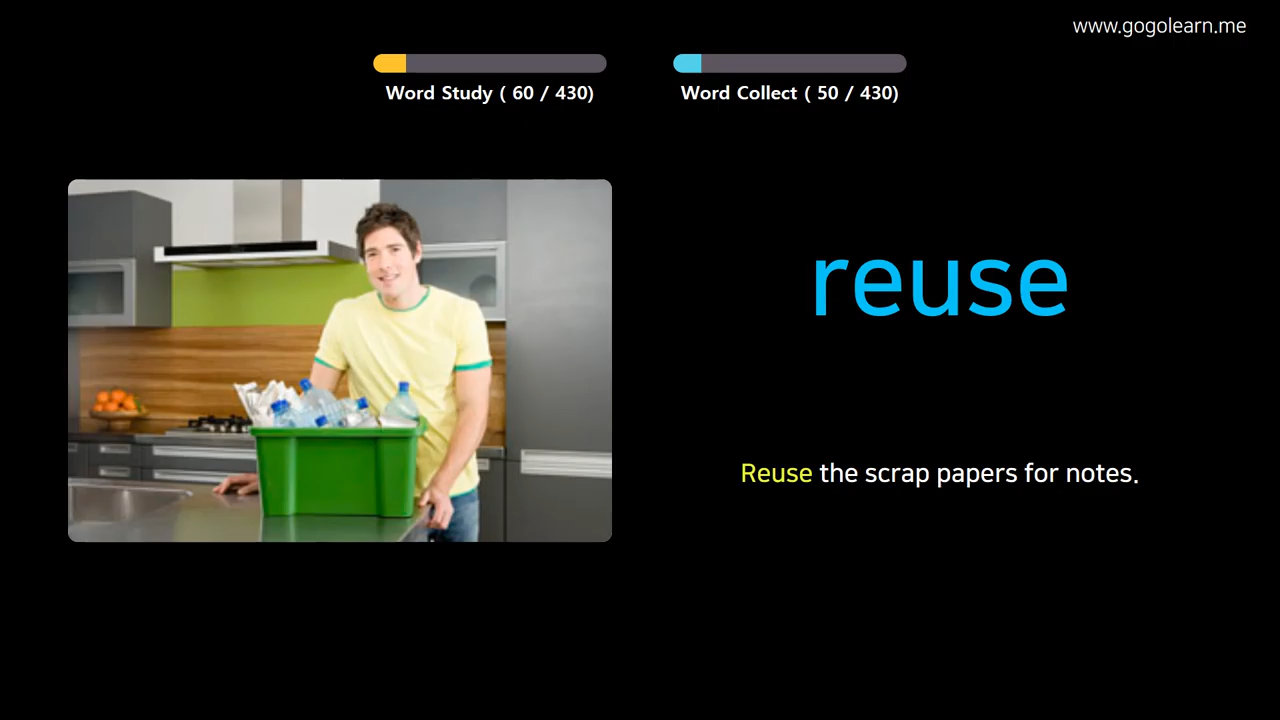 www.gogolearn.me
Word Study ( 60 / 430)
Word Collect ( 50 / 430)
reuse
Reuse the scrap papers for notes.